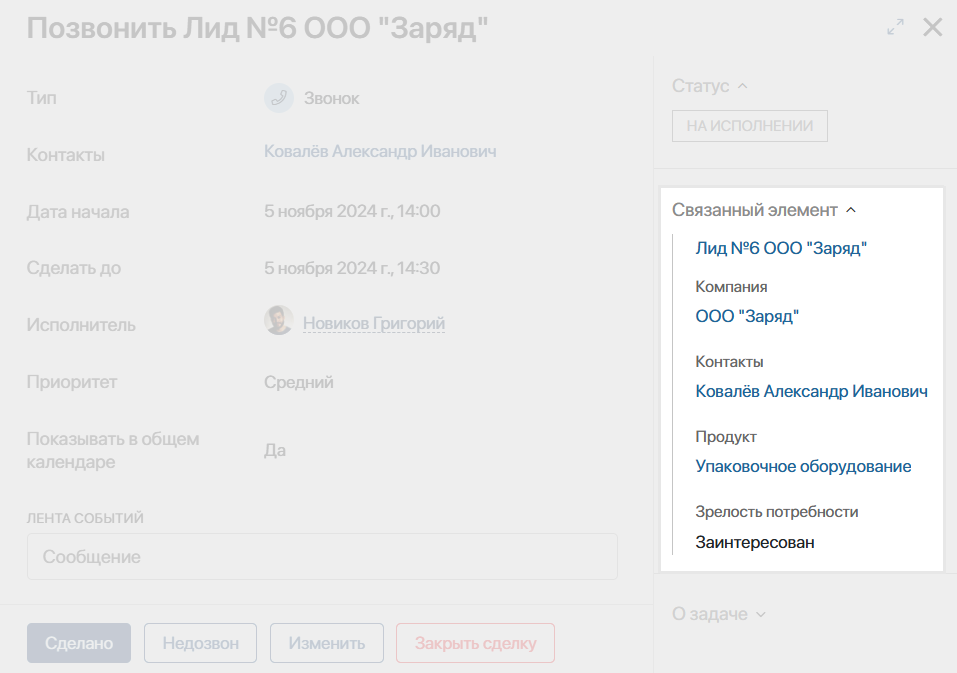 Позвонить Лид №6 ООО "Заряд"
Тип
Звонок
Контакты
Ковалёв Александр Иванович
Дата начала
5 ноября 2024 г., 14:00
Сделать до
5 ноября 2024 г., 14:30
Исполнитель
Новиков Григорий
Приоритет
Средний
Показывать в общем
календаре
Да
ЛЕНТА СОБЫТИЙ
Сообщение
Сделано
Недозвон
Изменить
Закрыть сделку
Статус
НА ИСПОЛНЕНИИ
Связанный элемент
Лид №6 ООО "Заряд"
Компания
ООО "Заряд"
Контакты
Ковалёв Александр Иванович
Продукт
Упаковочное оборудование
Зрелость потребности
Заинтересован
О задаче